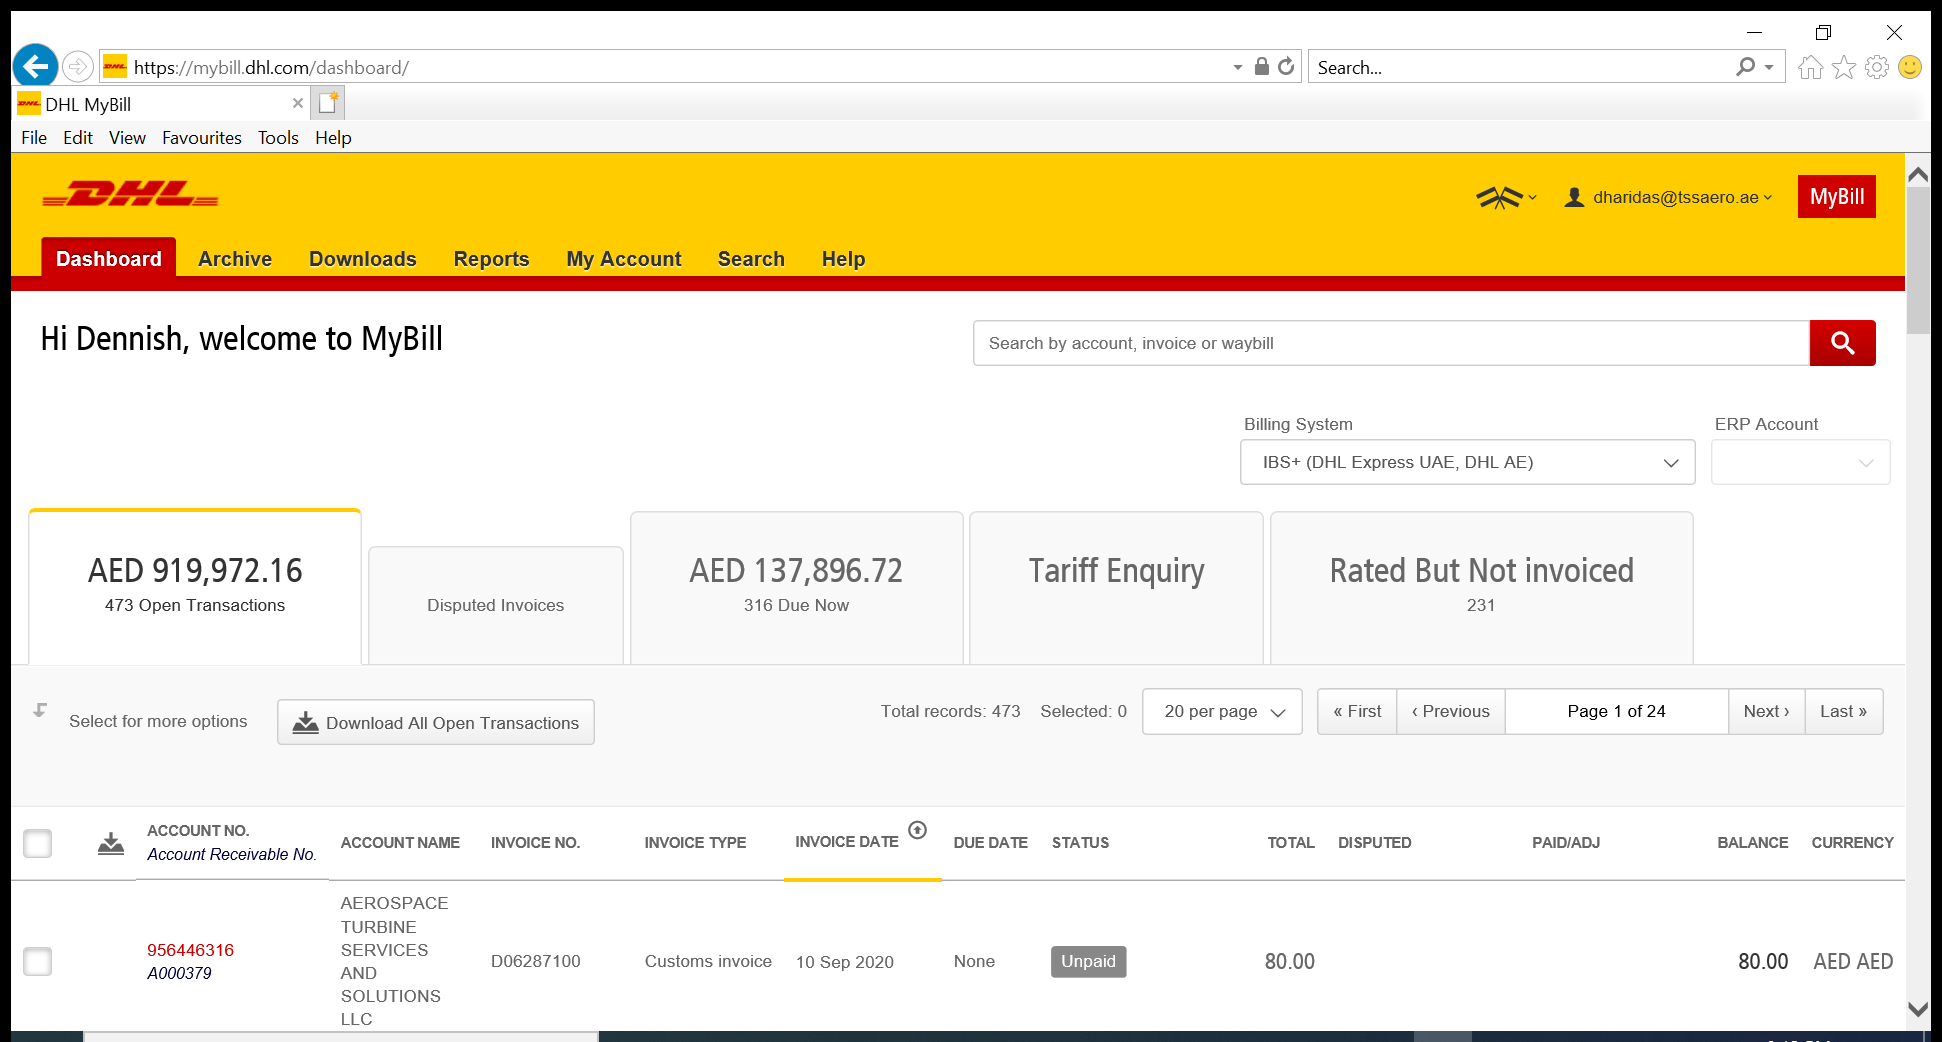 https://mybill.dhl.com/dashboard/
Search...
DHL MyBill
File Edit View Favourites Tools Help
DHL
dharidas@tssaero.ae
MyBill
Dashboard Archive Downloads Reports My Account Search Help
Hi Dennish, welcome to MyBill
Search by account, invoice or waybill
Billing System
ERP Account
IBS+ (DHL Express UAE, DHL AE)
AED 919,972.16
473 Open Transactions
Disputed Invoices
AED 137,896.72
316 Due Now
Tariff Enquiry
Rated But Not invoiced
231
Select for more options
Download All Open Transactions
Total records: 473 Selected: 0
20 per page
« First ‹ Previous Page 1 of 24 Next › Last »
ACCOUNT NO.
Account Receivable No.
ACCOUNT NAME INVOICE NO. INVOICE TYPE INVOICE DATE DUE DATE STATUS TOTAL DISPUTED PAID/ADJ BALANCE CURRENCY
956446316
A000379
AEROSPACE
TURBINE
SERVICES
AND
SOLUTIONS
LLC
D06287100 Customs invoice 10 Sep 2020 None Unpaid 80.00 80.00 AED AED